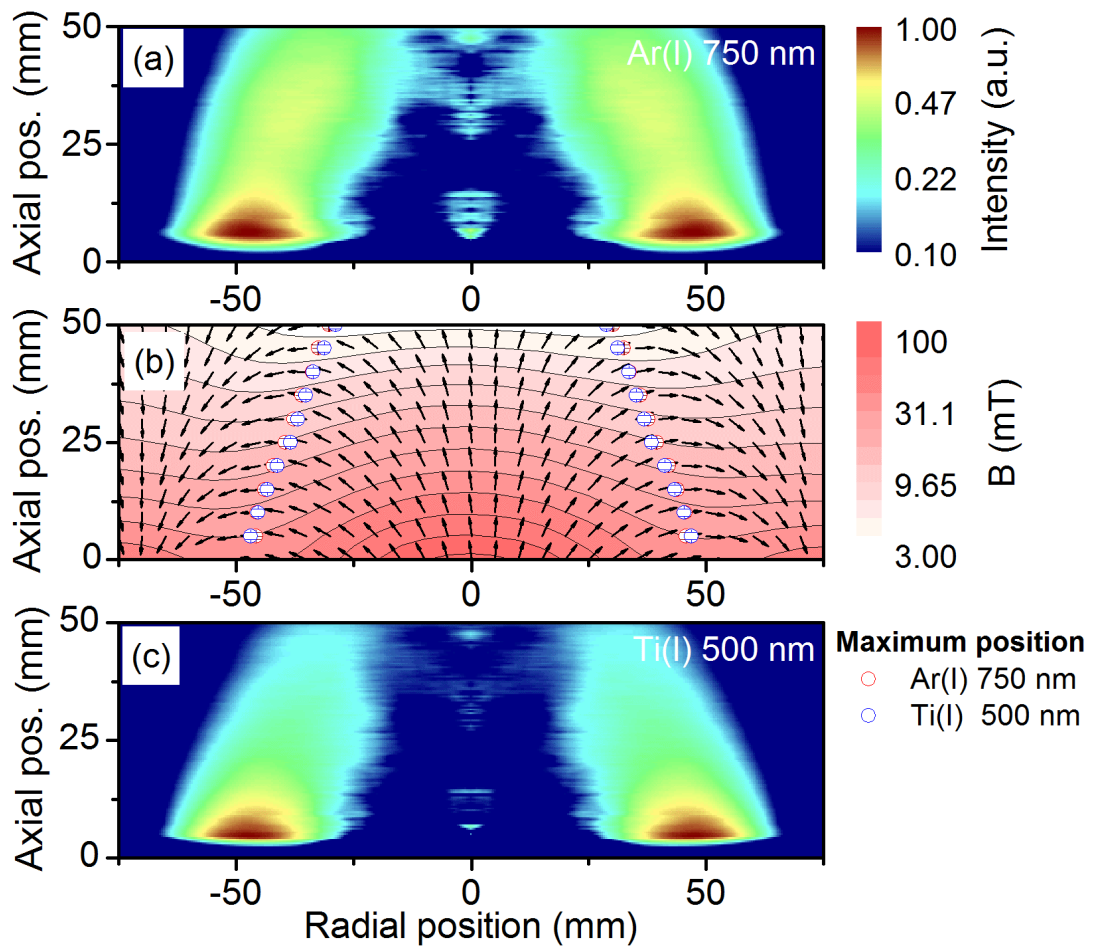 (a)
Ar(I) 750 nm
Axial pos. (mm)
50
25
0
-50
0
50
1.00
0.47
0.22
0.10
Intensity (a.u.)
(b)
Axial pos. (mm)
50
25
0
-50
0
50
100
31.1
9.65
3.00
B (mT)
(c)
Ti(I) 500 nm
Axial pos. (mm)
50
25
0
-50
0
50
Radial position (mm)
Maximum position
Ar(I) 750 nm
Ti(I) 500 nm